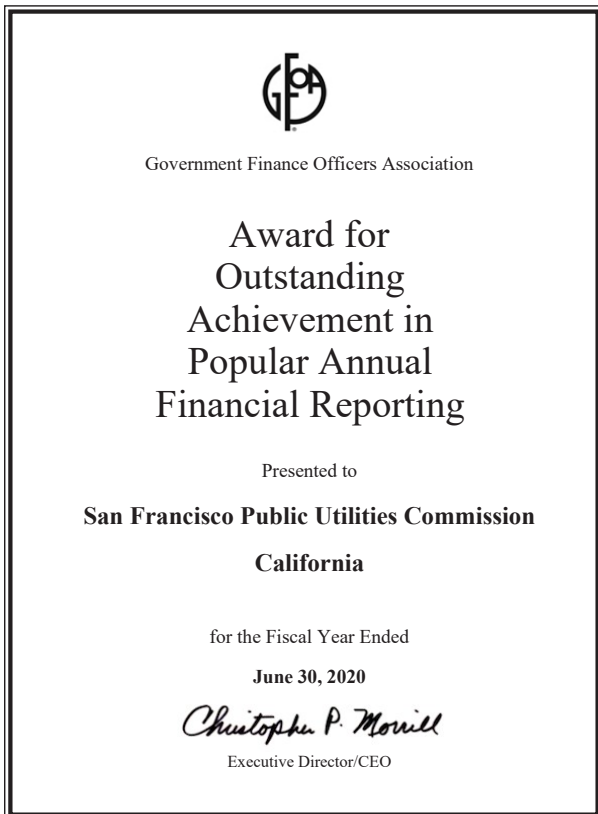 GFOA
Government Finance Officers Association
Award for
Outstanding
Achievement in
Popular Annual
Financial Reporting
Presented to
San Francisco Public Utilities Commission
California
for the Fiscal Year Ended
June 30, 2020
Christopher P. Morrill
Executive Director/CEO